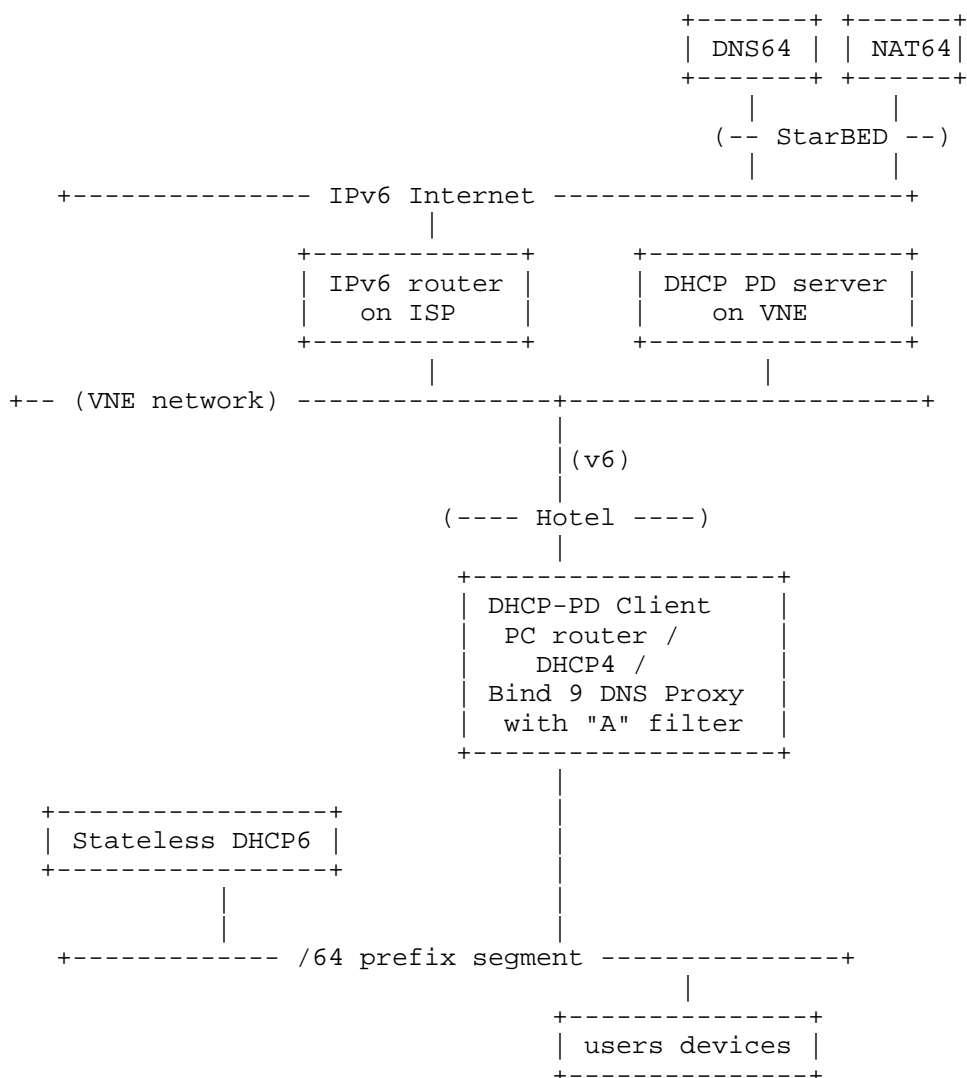 DNS64 NAT64
(-- StarBED --)
IPv6 Internet
IPv6 router DHCP PD server
on ISP on VNE
(VNE network)
(v6)
(---- Hotel ----)
DHCP-PD Client
PC router /
DHCP4 /
Bind 9 DNS Proxy
with "A" filter
Stateless DHCP6
/64 prefix segment
users devices